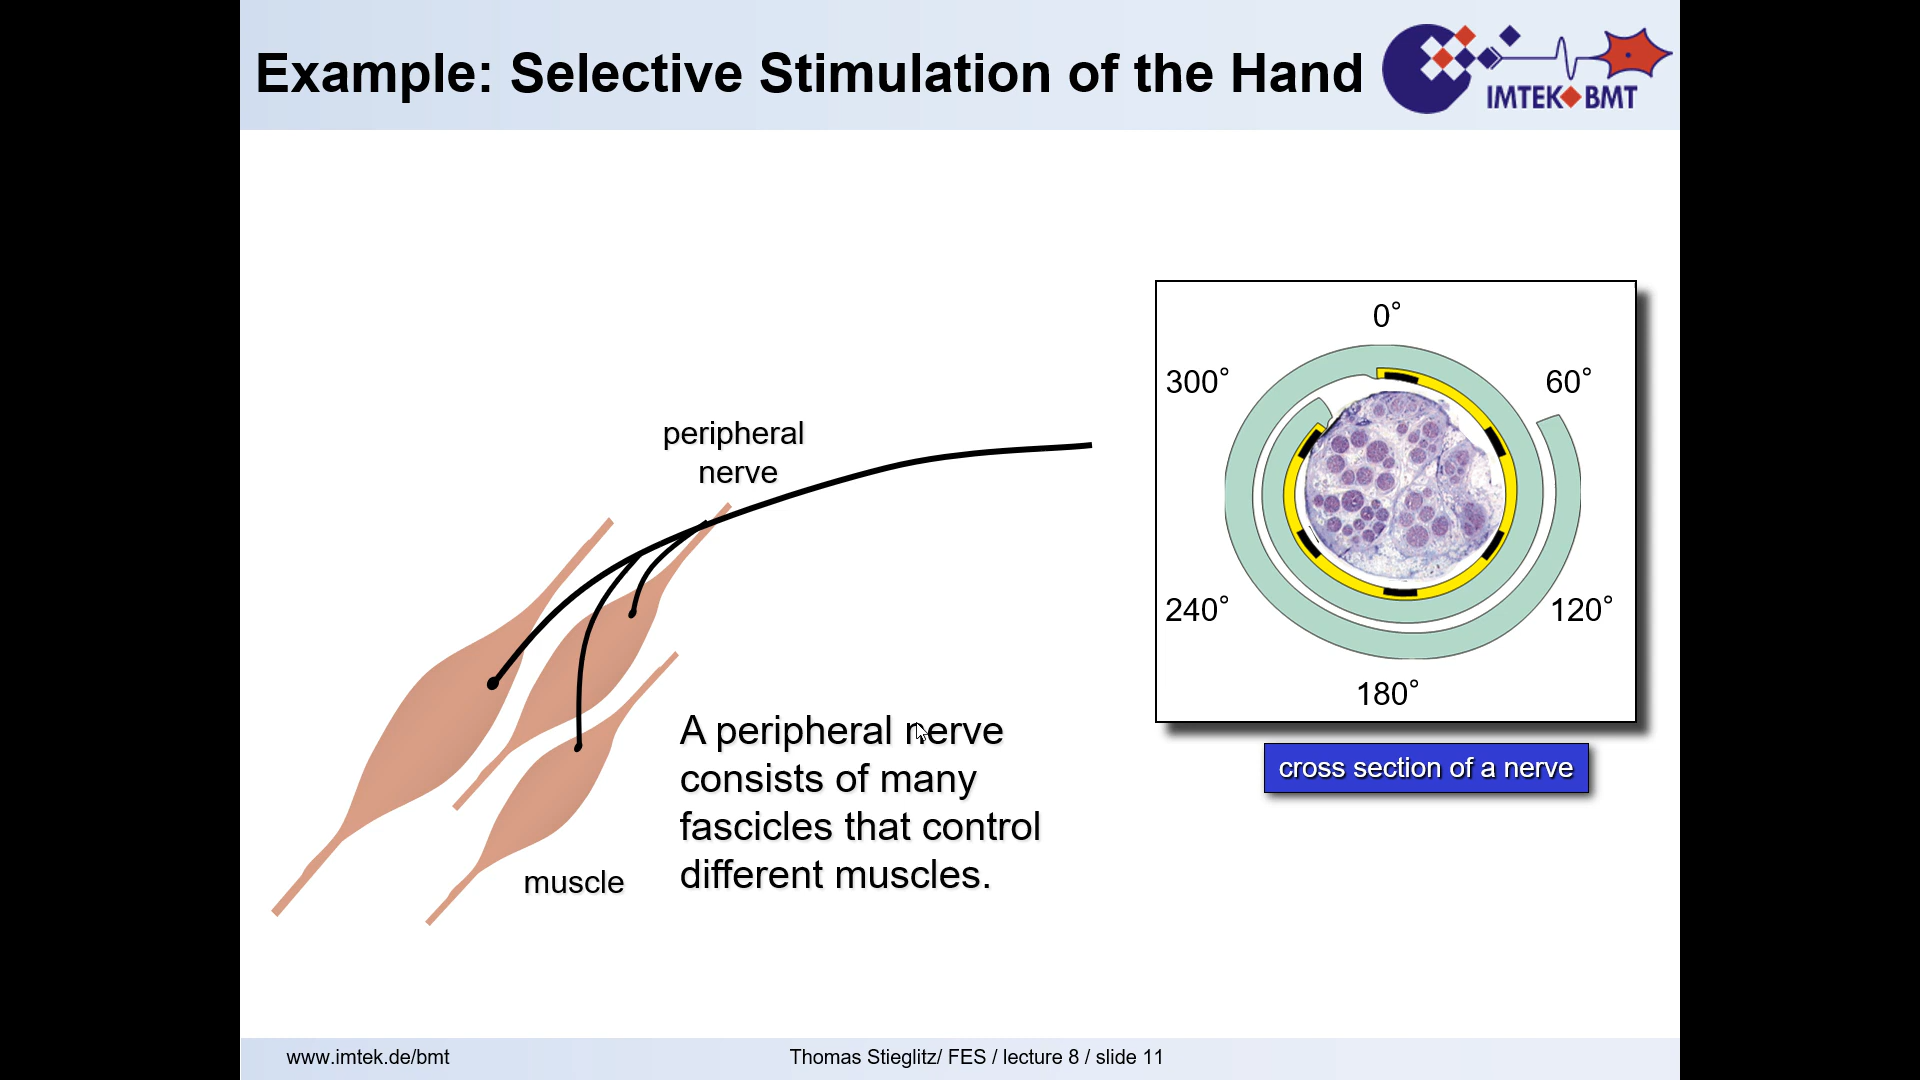 Example: Selective Stimulation of the Hand
IMTEK BMT
peripheral
nerve
muscle
A peripheral nerve
consists of many
fascicles that control
different muscles.
0°
300°
60°
240°
120°
180°
cross section of a nerve
www.imtek.de/bmt
Thomas Stieglitz/ FES / lecture 8 / slide 11